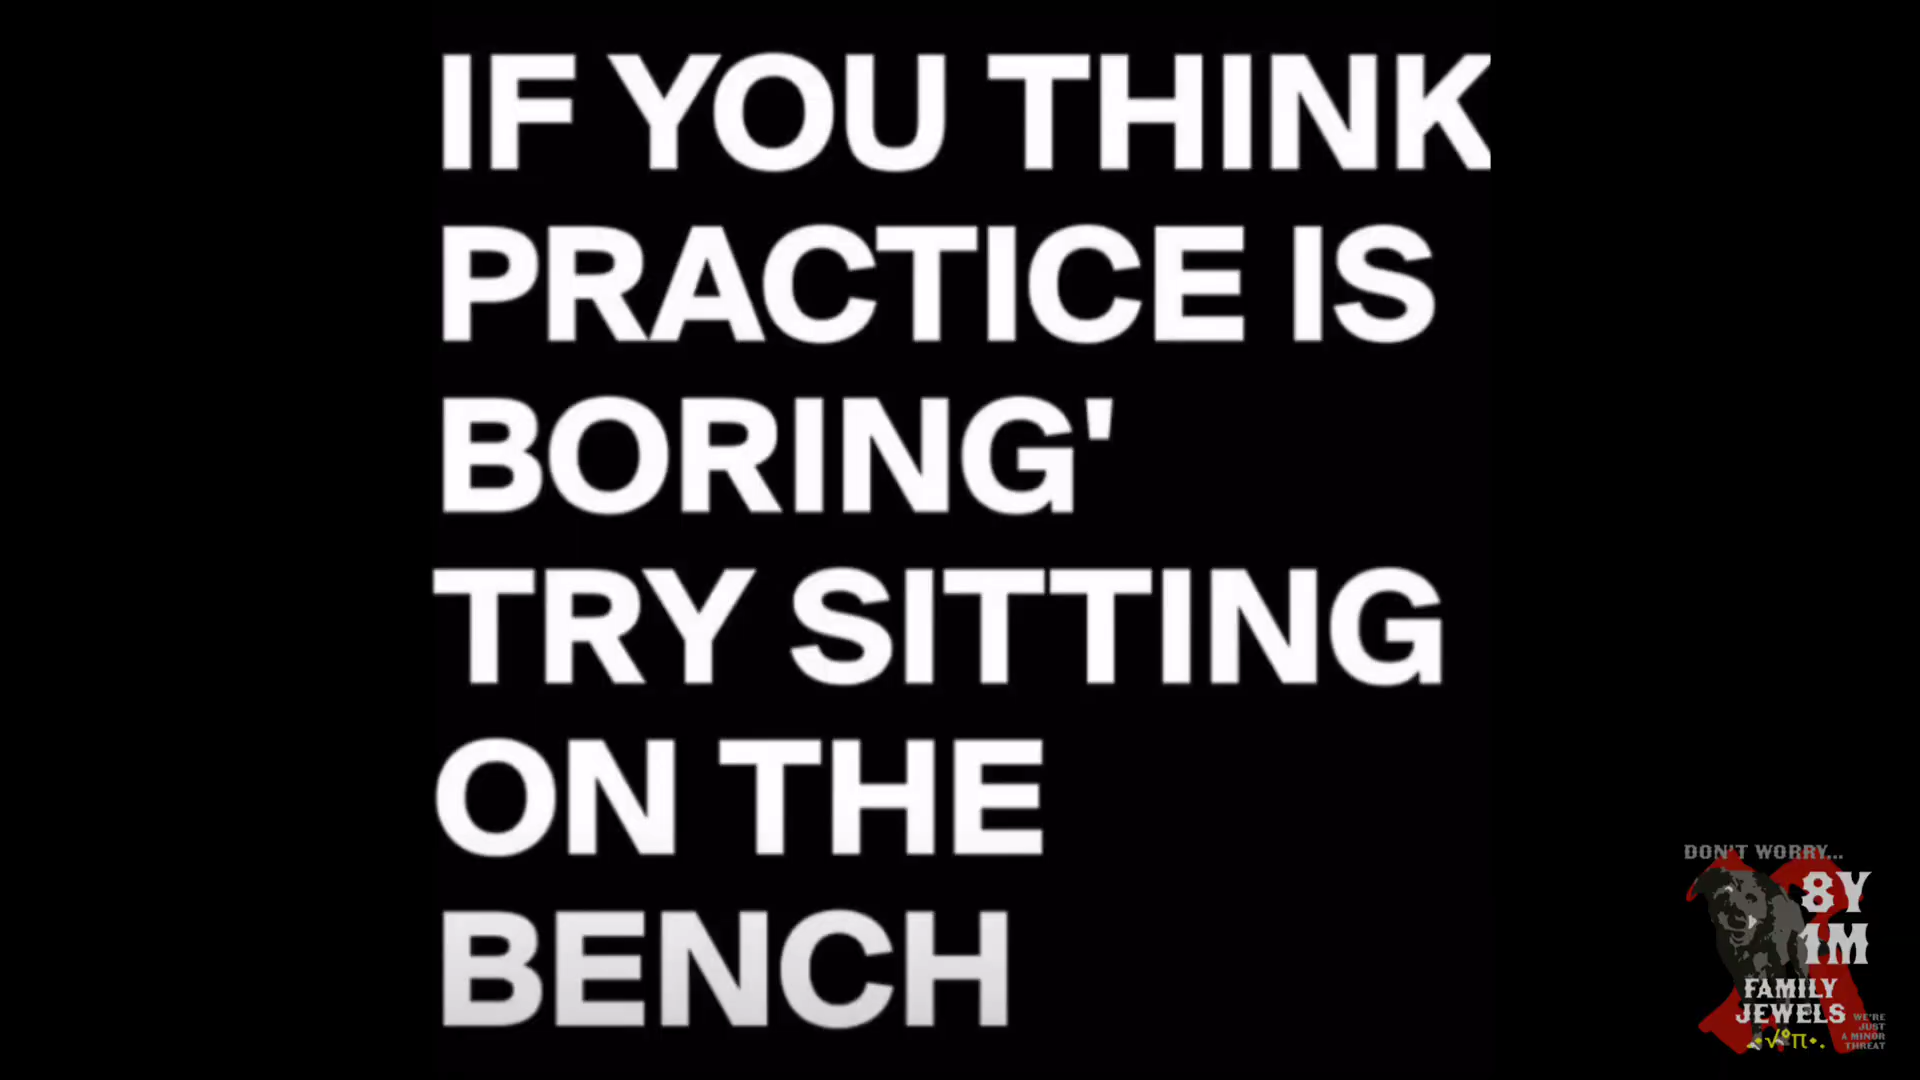 IF YOU THINK
PRACTICE IS
BORING'
TRY SITTING
ON THE
BENCH
DON'T WORRY...
8Y
1M
FAMILY
JEWELS
WE'RE
JUST
A MINOR
THREAT